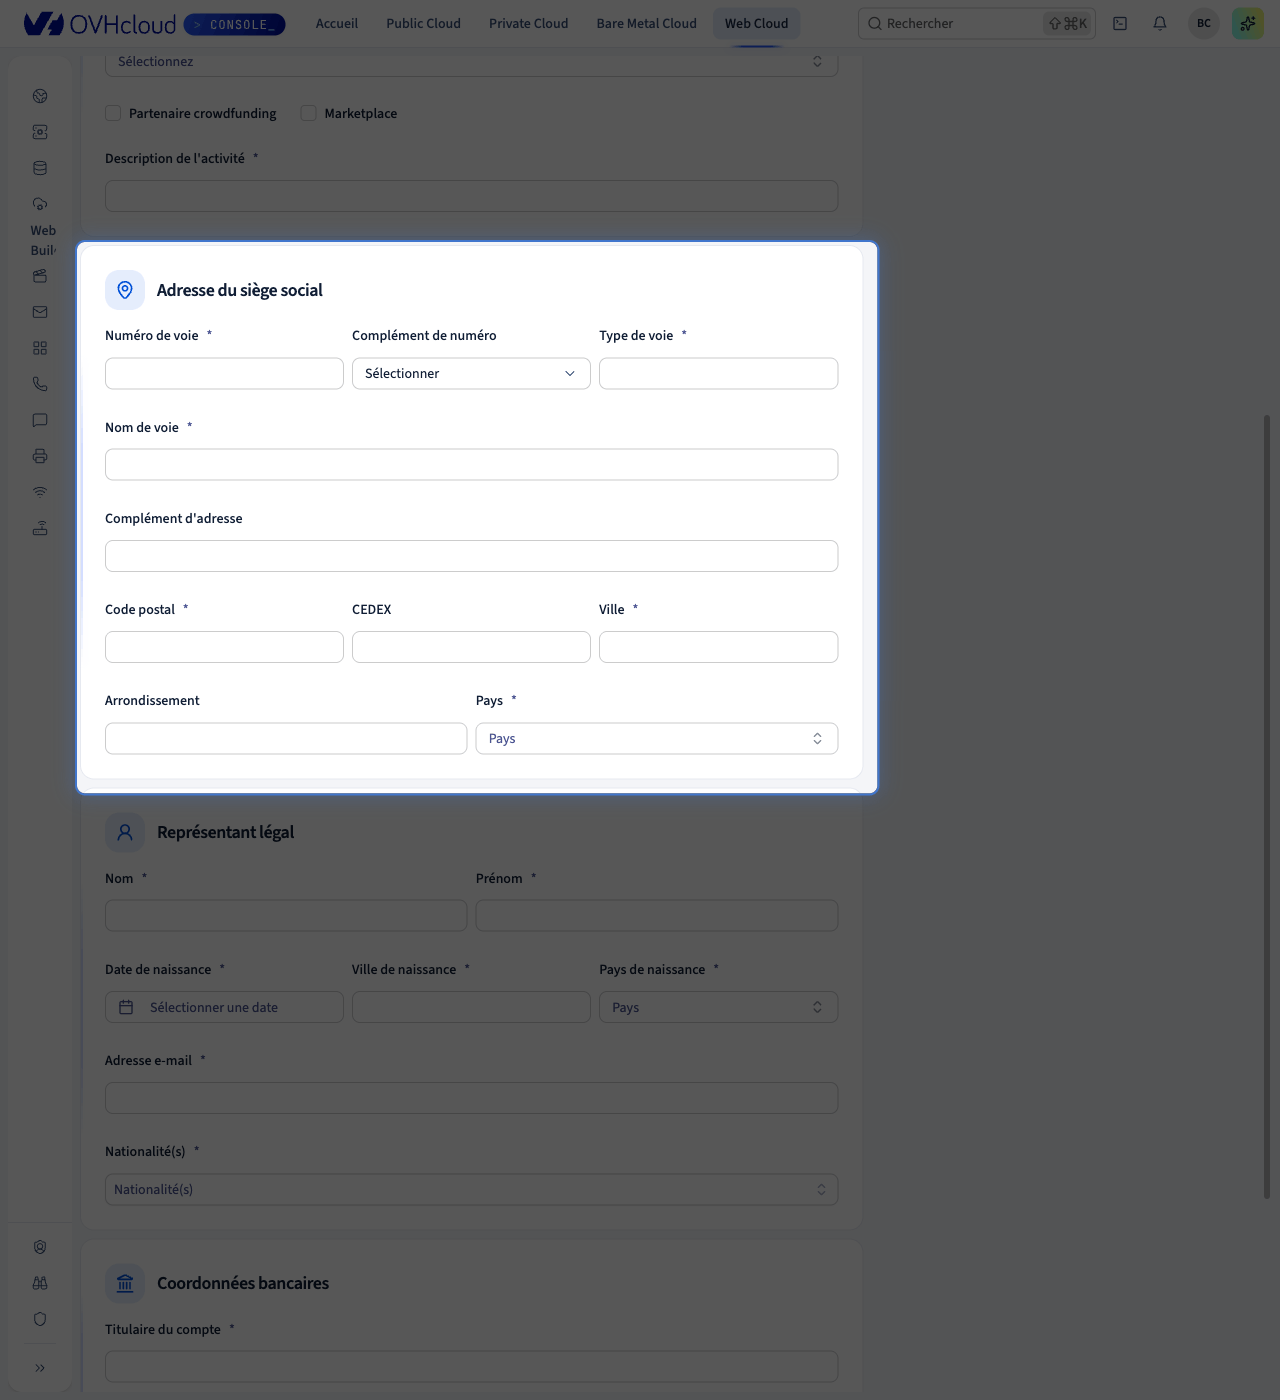 OVHcloud > CONSOLE_ Accueil Public Cloud Private Cloud Bare Metal Cloud Web Cloud Rechercher ⇧⌘K BC
Sélectionnez
Partenaire crowdfunding Marketplace
Description de l'activité *
Web
Buil
Adresse du siège social
Numéro de voie * Complément de numéro Type de voie *
Sélectionner
Nom de voie *
Complément d'adresse
Code postal * CEDEX Ville *
Arrondissement Pays *
Pays
Représentant légal
Nom * Prénom *
Date de naissance * Ville de naissance * Pays de naissance *
Sélectionner une date Pays
Adresse e-mail *
Nationalité(s) *
Nationalité(s)
Coordonnées bancaires
Titulaire du compte *